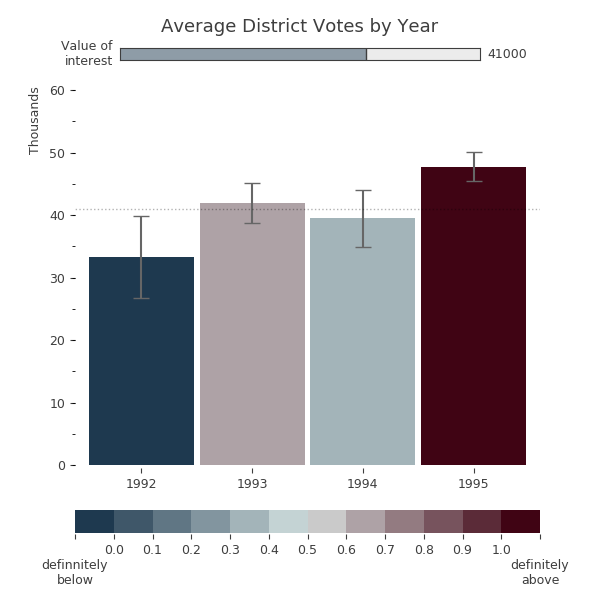 Average District Votes by Year
Value of
interest
41000
Thousands
60
50
40
30
20
10
0
1992 1993 1994 1995
0.0 0.1 0.2 0.3 0.4 0.5 0.6 0.7 0.8 0.9 1.0
definnitely
below
definitely
above